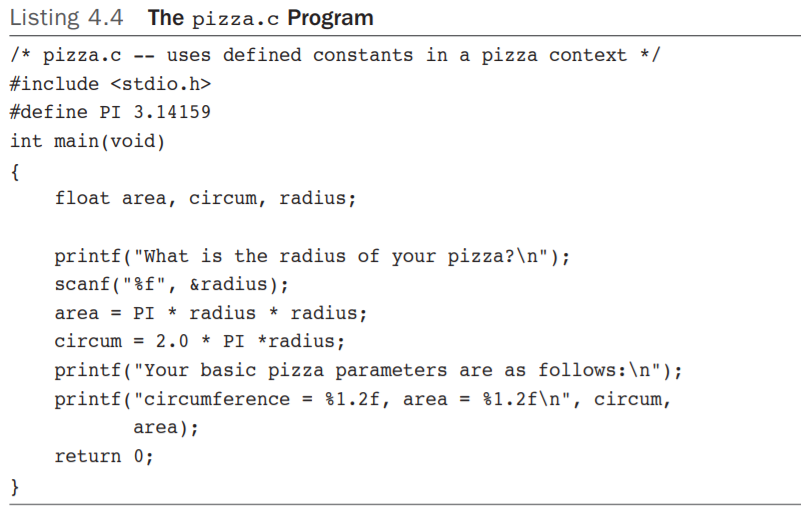 Listing 4.4 The pizza.c Program
/* pizza.c -- uses defined constants in a pizza context */
#include <stdio.h>
#define PI 3.14159
int main(void)
{
    float area, circum, radius;

    printf("What is the radius of your pizza?\n");
    scanf("%f", &radius);
    area = PI * radius * radius;
    circum = 2.0 * PI *radius;
    printf("Your basic pizza parameters are as follows:\n");
    printf("circumference = %1.2f, area = %1.2f\n", circum,
           area);
    return 0;
}